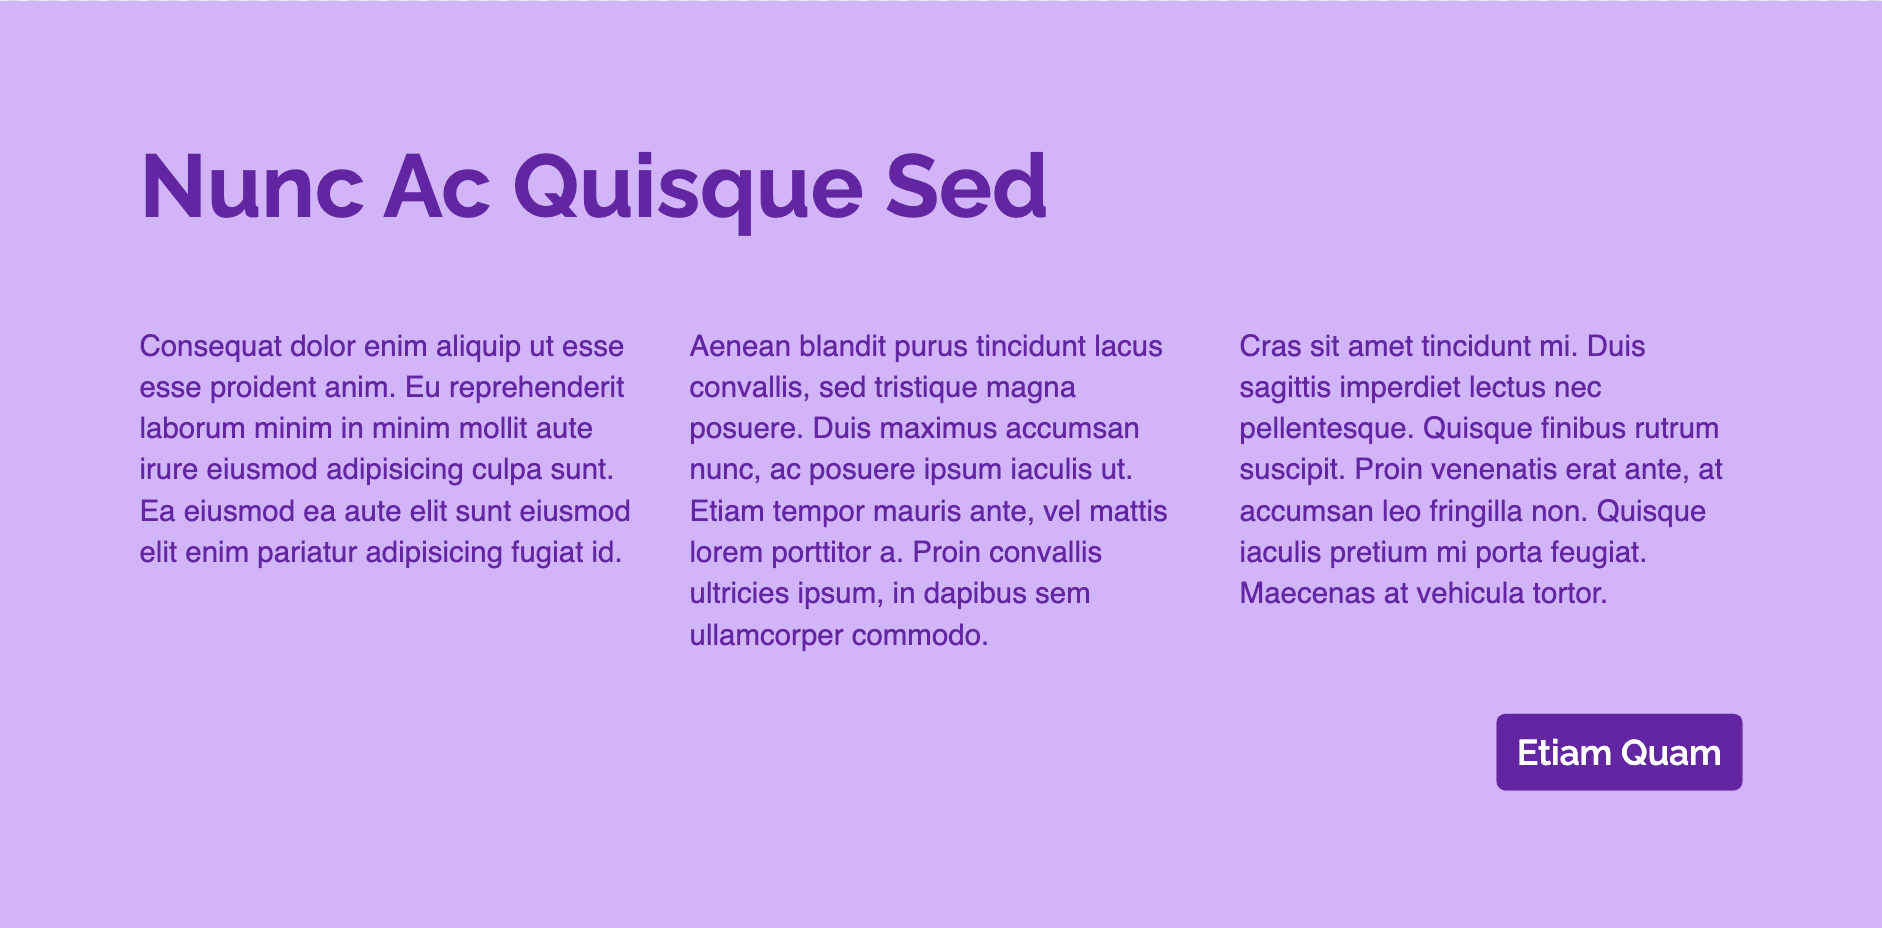 Nunc Ac Quisque Sed
Consequat dolor enim aliquip ut esse
esse proident anim. Eu reprehenderit
laborum minim in minim mollit aute
irure eiusmod adipisicing culpa sunt.
Ea eiusmod ea aute elit sunt eiusmod
elit enim pariatur adipisicing fugiat id.
Aenean blandit purus tincidunt lacus
convallis, sed tristique magna
posuere. Duis maximus accumsan
nunc, ac posuere ipsum iaculis ut.
Etiam tempor mauris ante, vel mattis
lorem porttitor a. Proin convallis
ultricies ipsum, in dapibus sem
ullamcorper commodo.
Cras sit amet tincidunt mi. Duis
sagittis imperdiet lectus nec
pellentesque. Quisque finibus rutrum
suscipit. Proin venenatis erat ante, at
accumsan leo fringilla non. Quisque
iaculis pretium mi porta feugiat.
Maecenas at vehicula tortor.
Etiam Quam